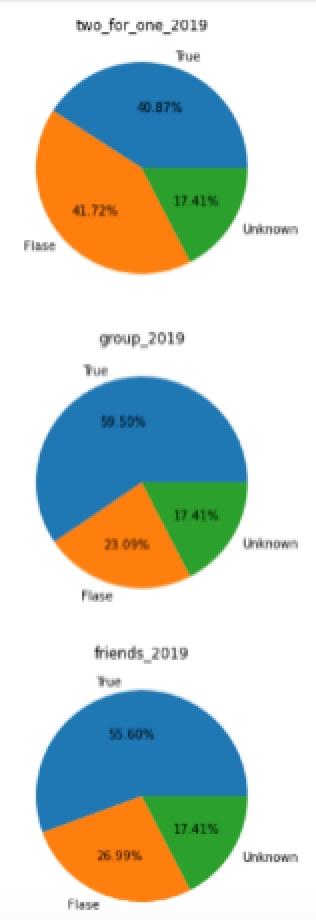 two_for_one_2019
True
40.87%
17.41%
41.72%
Unknown
Flase
group_2019
True
59.50%
17.41%
23.09%
Unknown
Flase
friends_2019
True
55.60%
17.41%
26.99%
Unknown
Flase